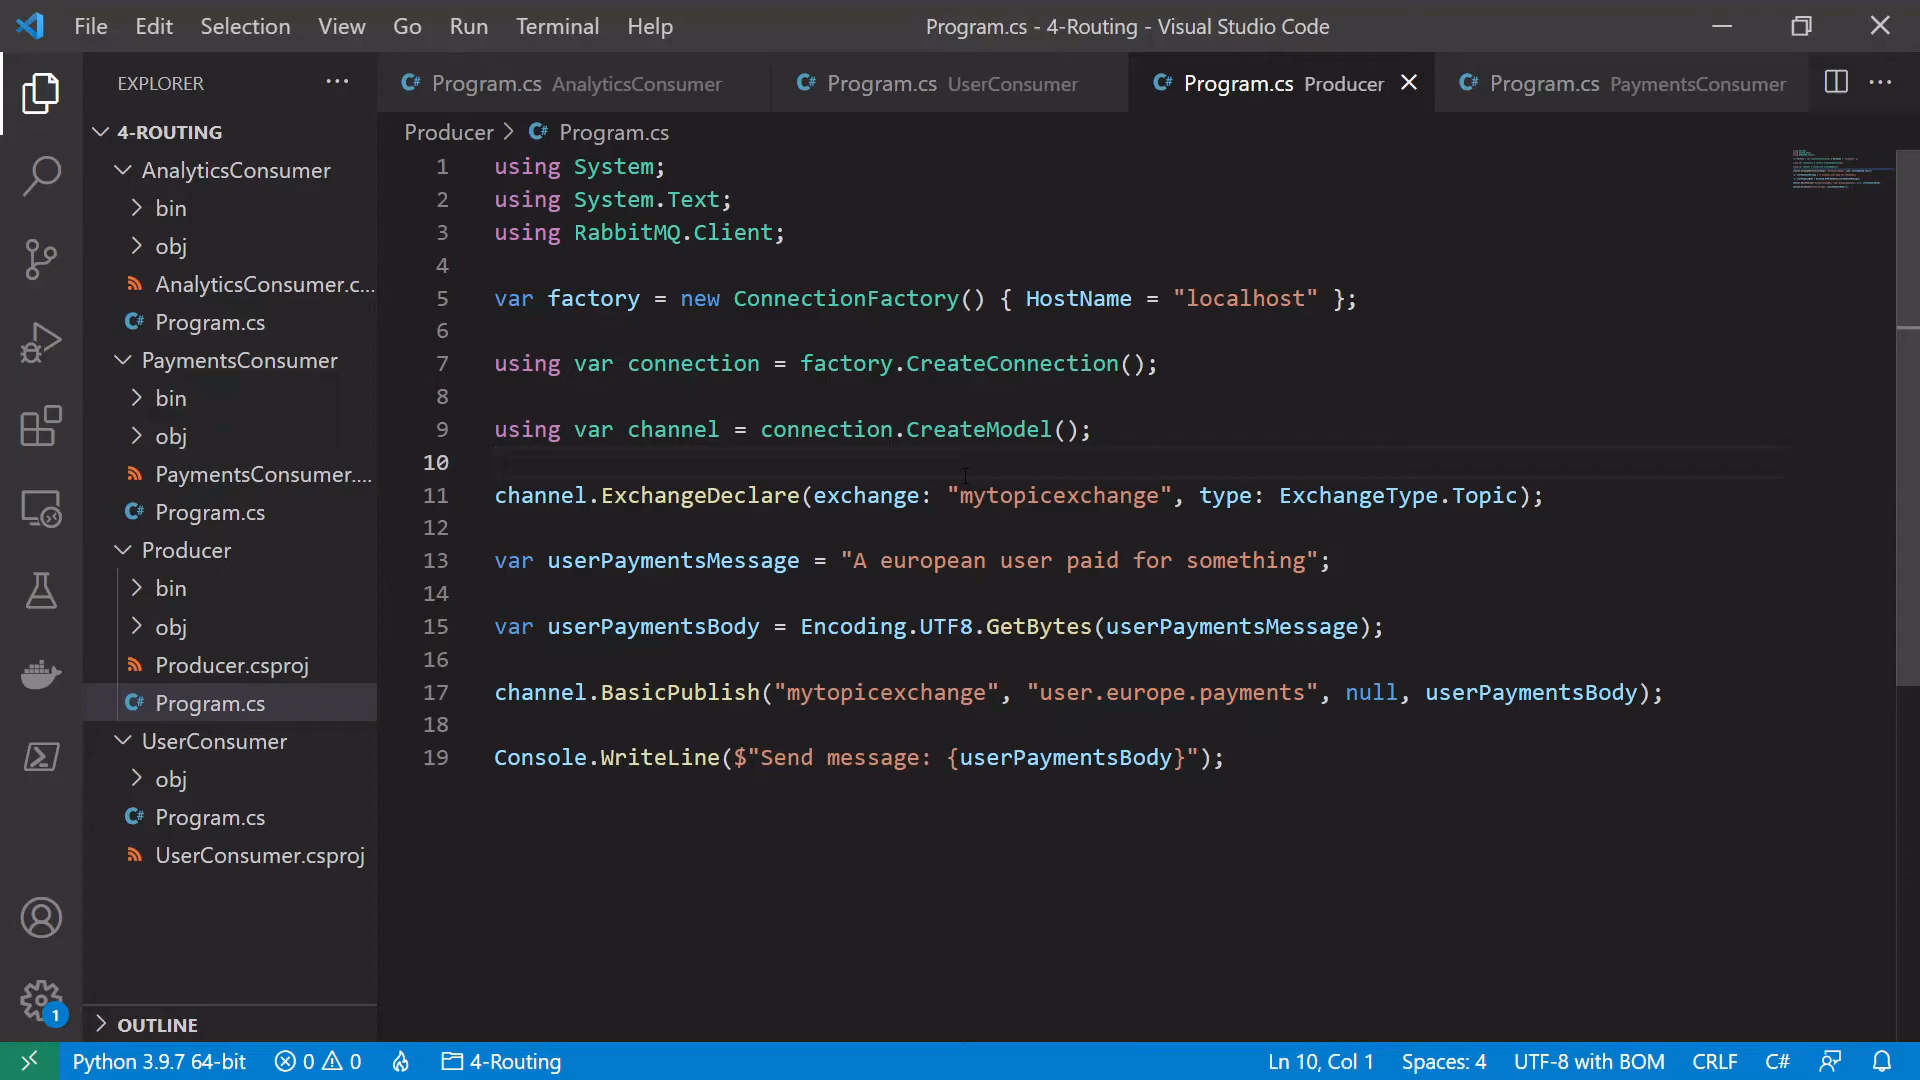 File Edit Selection View Go Run Terminal Help Program.cs - 4-Routing - Visual Studio Code
EXPLORER
Program.cs AnalyticsConsumer Program.cs UserConsumer Program.cs Producer Program.cs PaymentsConsumer
4-ROUTING
AnalyticsConsumer
bin
obj
AnalyticsConsumer.c...
Program.cs
PaymentsConsumer
bin
obj
PaymentsConsumer....
Program.cs
Producer
bin
obj
Producer.csproj
Program.cs
UserConsumer
obj
Program.cs
UserConsumer.csproj
OUTLINE
Producer > Program.cs
1 using System;
2 using System.Text;
3 using RabbitMQ.Client;
4
5 var factory = new ConnectionFactory() { HostName = "localhost" };
6
7 using var connection = factory.CreateConnection();
8
9 using var channel = connection.CreateModel();
10
11 channel.ExchangeDeclare(exchange: "mytopicexchange", type: ExchangeType.Topic);
12
13 var userPaymentsMessage = "A european user paid for something";
14
15 var userPaymentsBody = Encoding.UTF8.GetBytes(userPaymentsMessage);
16
17 channel.BasicPublish("mytopicexchange", "user.europe.payments", null, userPaymentsBody);
18
19 Console.WriteLine($"Send message: {userPaymentsBody}");
1
Python 3.9.7 64-bit 0 0 4-Routing Ln 10, Col 1 Spaces: 4 UTF-8 with BOM CRLF C#